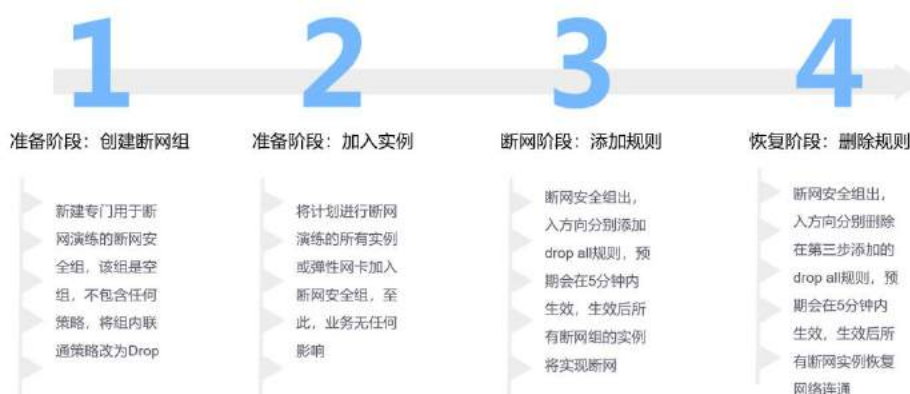 1
2
3
4
准备阶段：创建断网组
准备阶段：加入实例
断网阶段：添加规则
恢复阶段：删除规则
新建专门用于断
网演练的断网安
全组，该组是空
组，不包含任何
策略，将组内联
通策略改为Drop
将计划进行断网
演练的所有实例
或弹性网卡加入
断网安全组，至
此，业务无任何
影响
断网安全组出，
入方向分别添加
drop all规则，预
期会在5分钟内
生效，生效后所
有断网组的实例
将实现断网
断网安全组出，
入方向分别删除
在第三步添加的
drop all规则，预
期会在5分钟内
生效，生效后所
有断网实例恢复
网络连通